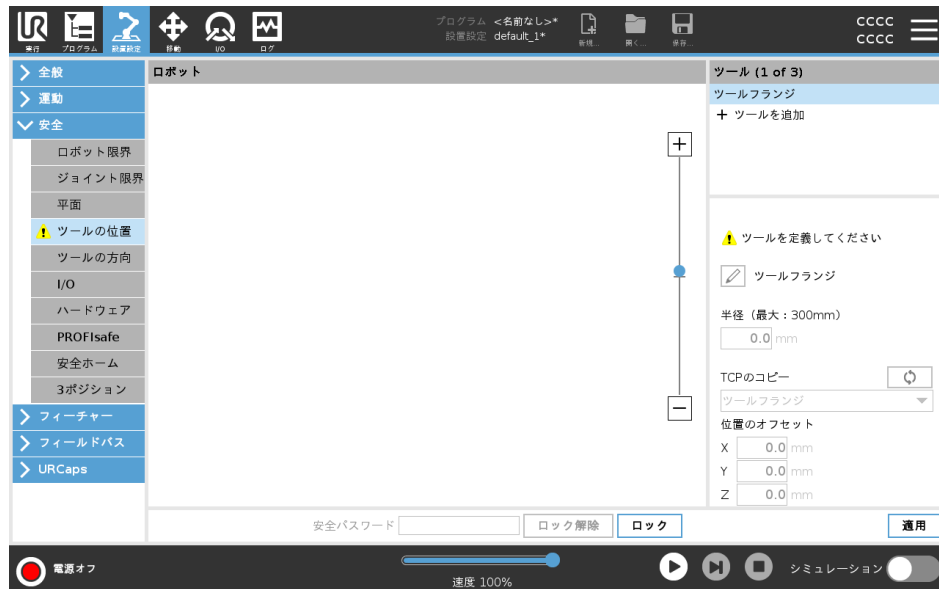 プログラム <名前なし>*
設置設定 default_1*
cccc
cccc
実行 プログラム 設置設定 移動 I/O ログ 新規... 開く... 保存...
全般
運動
安全
ロボット限界
ジョイント限界
平面
ツールの位置
ツールの方向
I/O
ハードウェア
PROFIsafe
安全ホーム
3ポジション
フィーチャー
フィールドバス
URCaps
ロボット
ツール (1 of 3)
ツールフランジ
ツールを追加
ツールを定義してください
ツールフランジ
半径（最大：300mm）
0.0 mm
TCPのコピー
ツールフランジ
位置のオフセット
X 0.0 mm
Y 0.0 mm
Z 0.0 mm
安全パスワード ロック解除 ロック 適用
電源オフ
速度 100%
シミュレーション